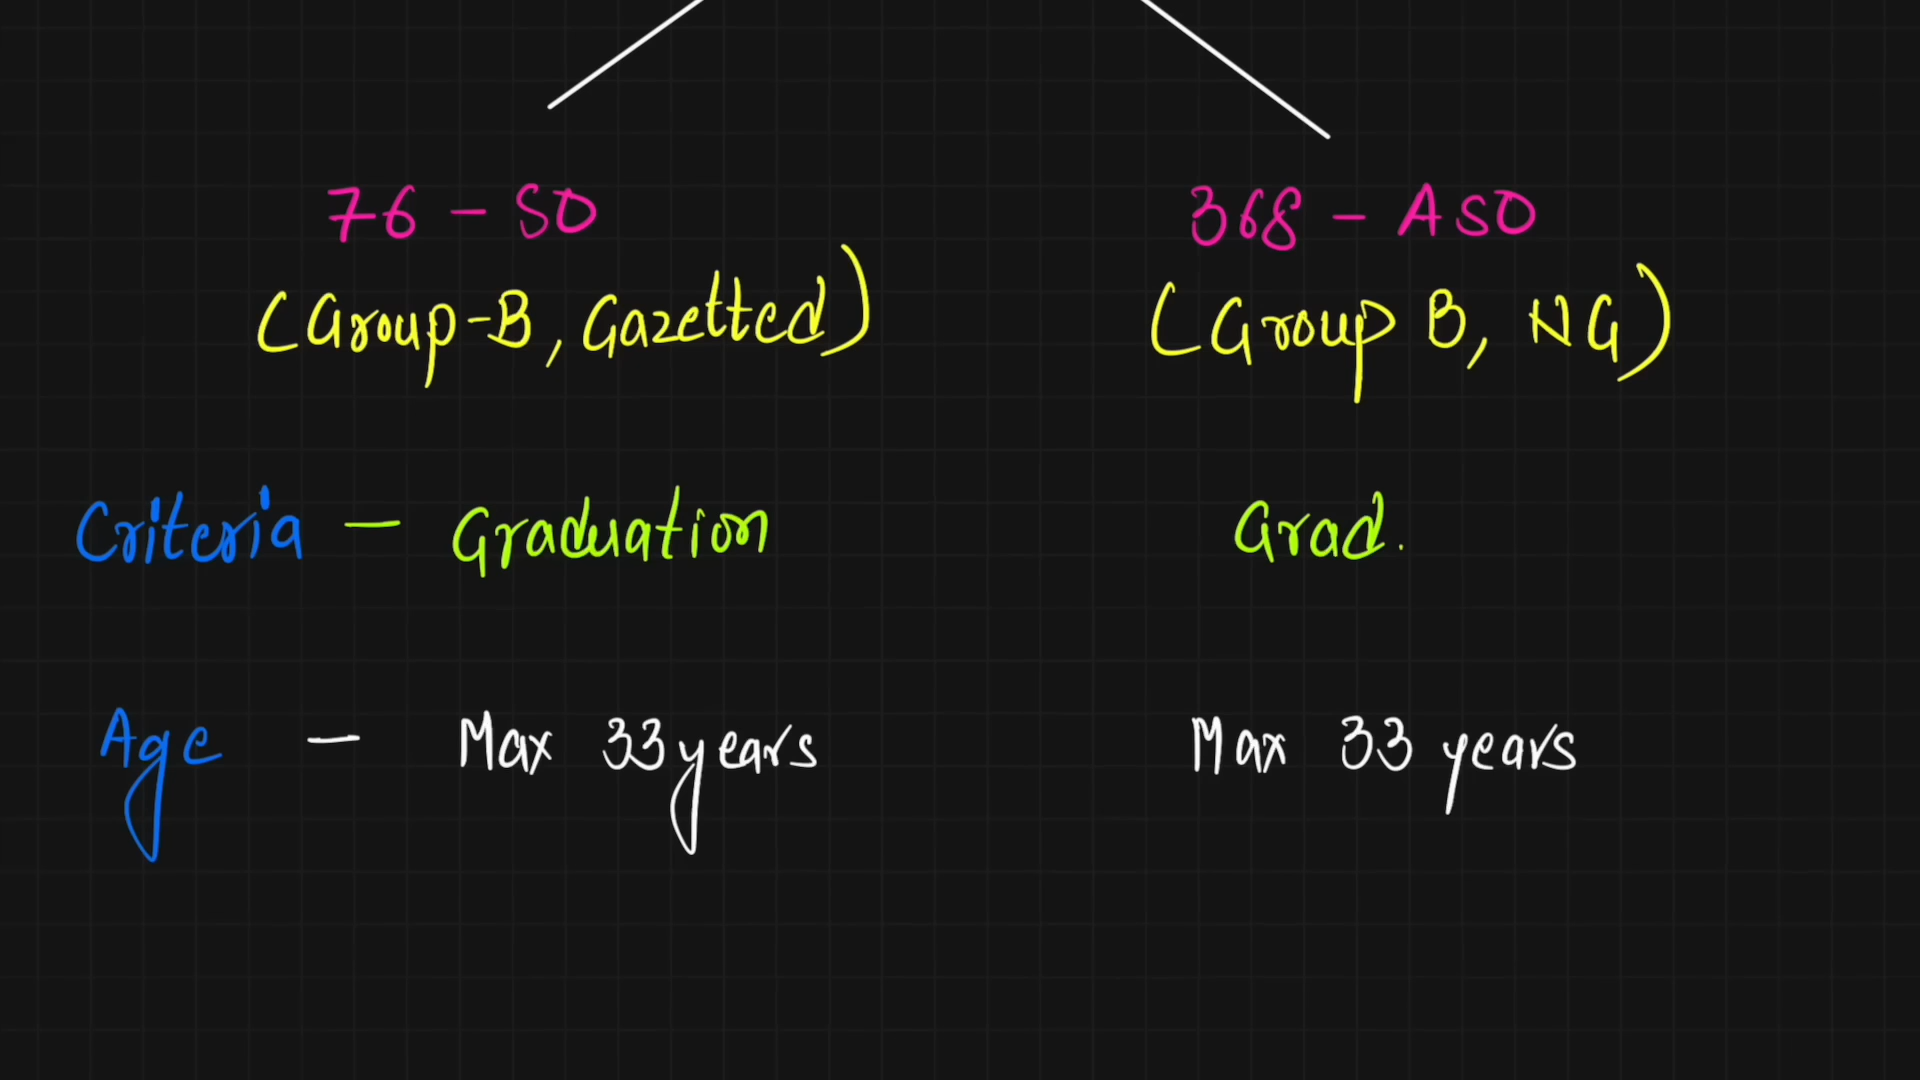 76 - SO 368 - ASO
(Group-B, Gazetted) (Group B, NG)
Criteria - Graduation Grad.
Age - Max 33 years Max 33 years